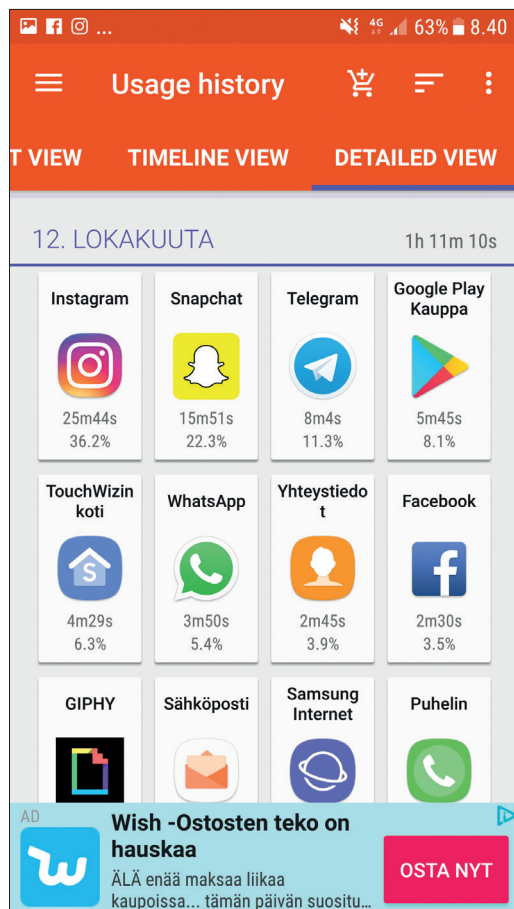 ... 4G 63% 8.40
Usage history
T VIEW TIMELINE VIEW DETAILED VIEW
12. LOKAKUUTA 1h 11m 10s
Instagram Snapchat Telegram Google Play
Kauppa
25m44s 15m51s 8m4s 5m45s
36.2% 22.3% 11.3% 8.1%
TouchWizin WhatsApp Yhteystiedo Facebook
koti t
S f
4m29s 3m50s 2m45s 2m30s
6.3% 5.4% 3.9% 3.5%
GIPHY Sähköposti Samsung Puhelin
Internet
AD
Wish -Ostosten teko on
hauskaa
ÄLÄ enää maksaa liikaa
kaupoissa... tämän päivän suositu...
OSTA NYT